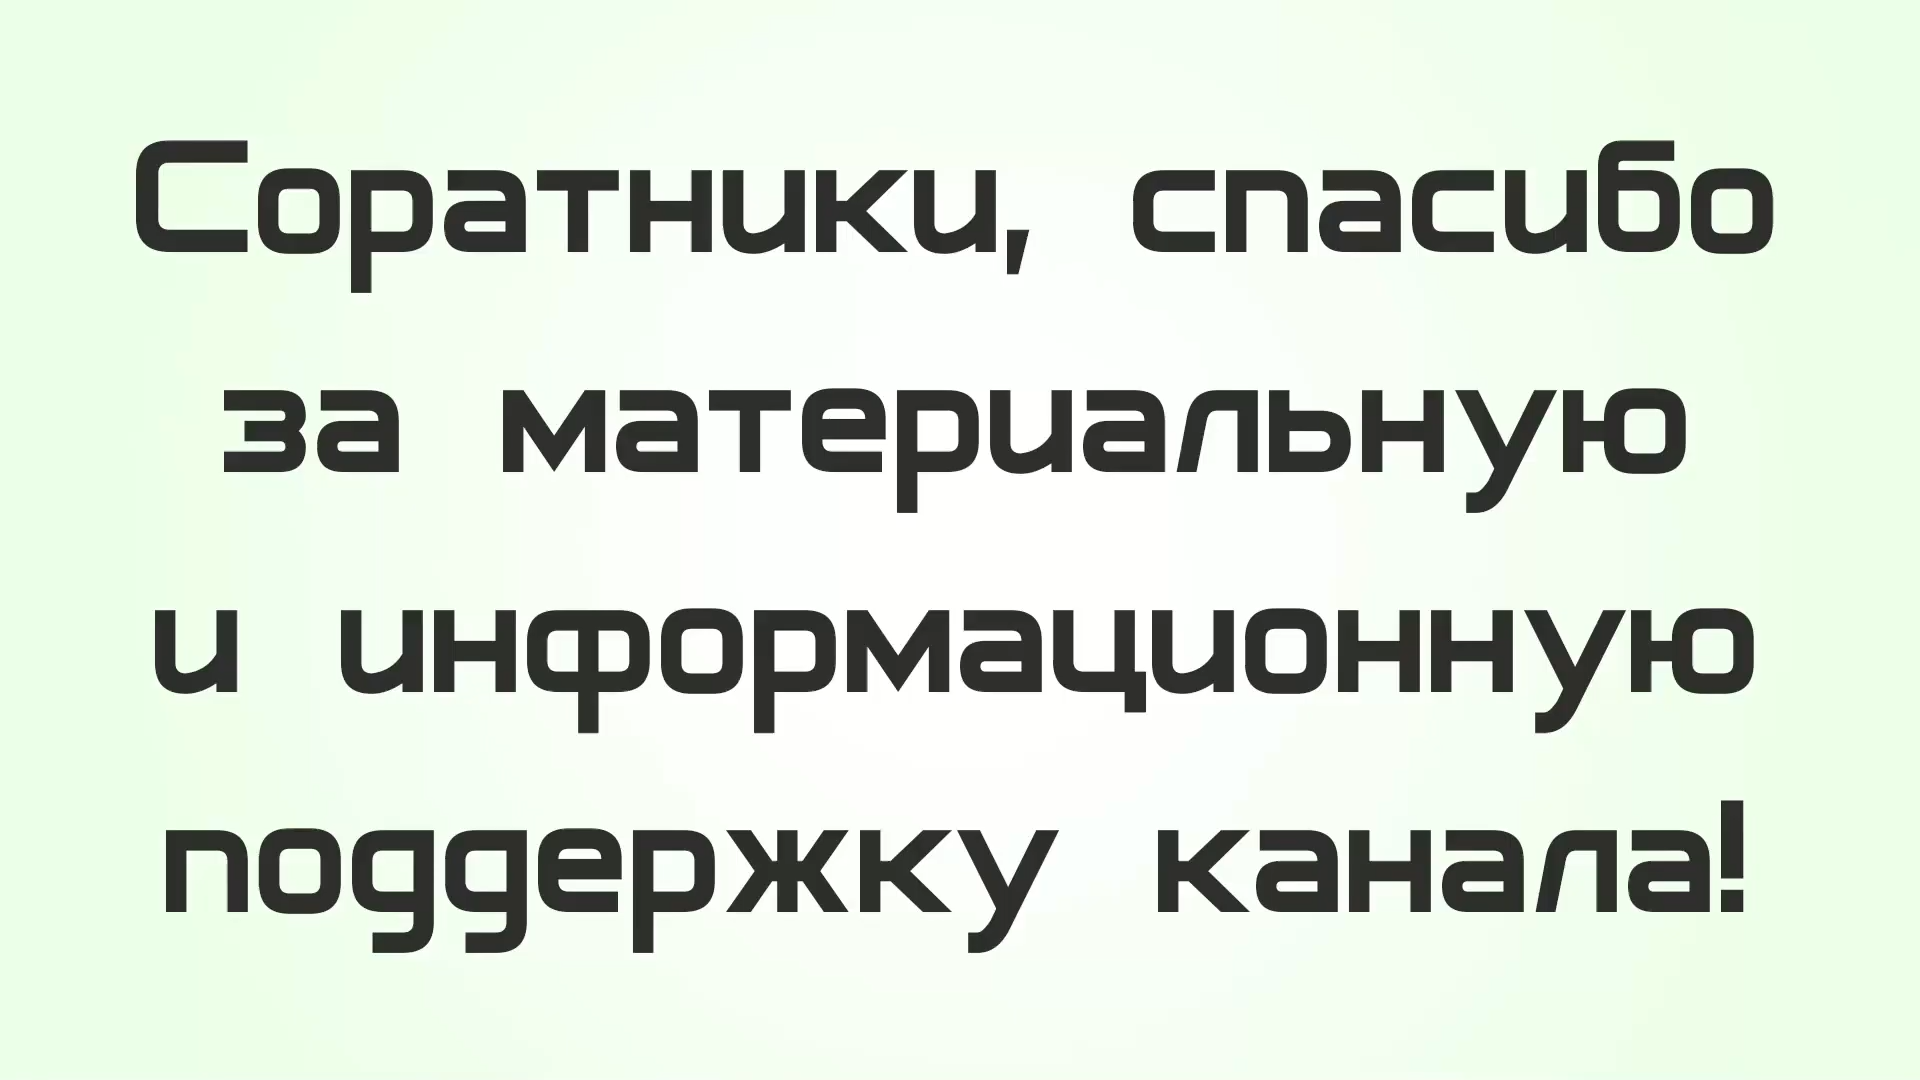 Соратники, спасибо
за материальную
и информационную
поддержку канала!